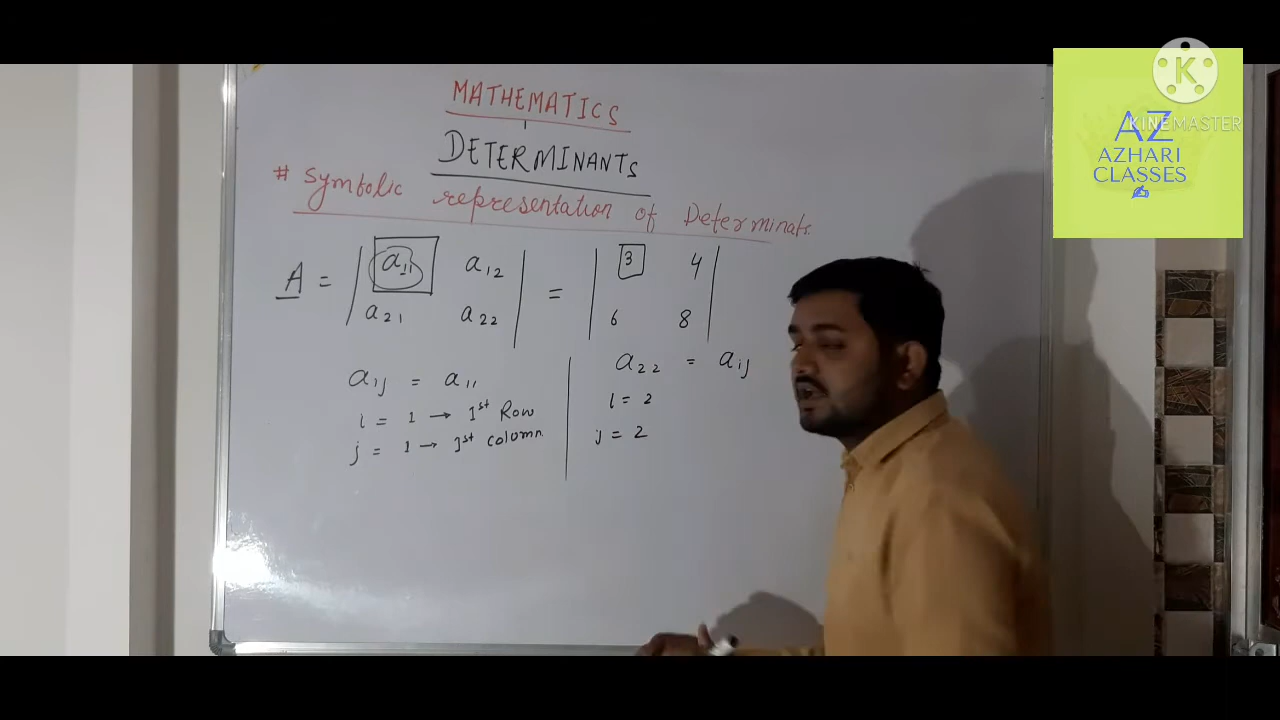 MATHEMATICS
DETERMINANTS
# Symbolic representation of Determinats.
A = | a11 a12 | = | 3 4 |
| a21 a22 | | 6 8 |
aij = a11
i = 1 → 1st Row
j = 1 → 1st column
a22 = aij
i = 2
j = 2
K
KINEMASTER
AZ
AZHARI
CLASSES